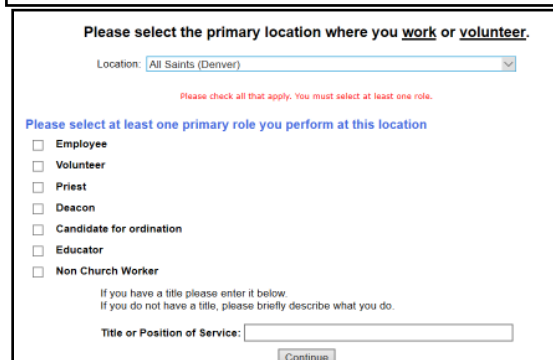 Please select the primary location where you work or volunteer.
Location: All Saints (Denver)
Please check all that apply. You must select at least one role.
Please select at least one primary role you perform at this location
Employee
Volunteer
Priest
Deacon
Candidate for ordination
Educator
Non Church Worker
If you have a title please enter it below.
If you do not have a title, please briefly describe what you do.
Title or Position of Service:
Continue